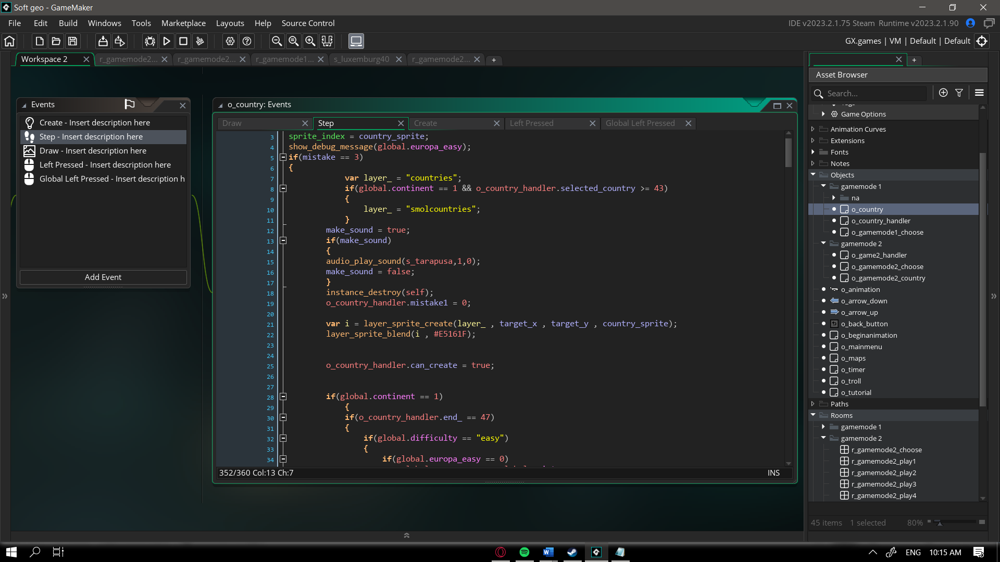 Soft geo - GameMaker
File Edit Build Windows Tools Marketplace Layouts Help Source Control
IDE v2023.2.1.75 Steam Runtime v2023.2.1.90
GX.games | VM | Default | Default
Workspace 2 r_gamemode2... r_gamemode2... r_gamemode1... s_luxemburg40 r_gamemode2... +
Events
Create - Insert description here
Step - Insert description here
Draw - Insert description here
Left Pressed - Insert description here
Global Left Pressed - Insert description h
Add Event
o_country: Events
Draw Step Create Left Pressed Global Left Pressed
3 sprite_index = country_sprite;
4 show_debug_message(global.europa_easy);
5 if(mistake == 3)
6 {
7 var layer_ = "countries";
8 if(global.continent == 1 && o_country_handler.selected_country >= 43)
9 {
10 layer_ = "smolcountries";
11 }
12 make_sound = true;
13 if(make_sound)
14 {
15 audio_play_sound(s_tarapusa,1,0);
16 make_sound = false;
17 }
18 instance_destroy(self);
19 o_country_handler.mistake1 = 0;
20
21 var i = layer_sprite_create(layer_ , target_x , target_y , country_sprite);
22 layer_sprite_blend(i , #E5161F);
23
24
25 o_country_handler.can_create = true;
26
27
28 if(global.continent == 1)
29 {
30 if(o_country_handler.end_ == 47)
31 {
32 if(global.difficulty == "easy")
33 {
34 if(global.europa_easy == 0)
352/360 Col:13 Ch:7 INS
+
Asset Browser
Search...
Game Options
Animation Curves
Extensions
Fonts
Notes
Objects
gamemode 1
na
o_country
o_country_handler
o_gamemode1_choose
gamemode 2
o_game2_handler
o_gamemode2_choose
o_gamemode2_country
o_animation
o_arrow_down
o_arrow_up
o_back_button
o_beginanimation
o_mainmenu
o_maps
o_timer
o_troll
o_tutorial
Paths
Rooms
gamemode 1
gamemode 2
r_gamemode2_choose
r_gamemode2_play1
r_gamemode2_play2
r_gamemode2_play3
r_gamemode2_play4
45 items 1 selected 80%
ENG 10:15 AM